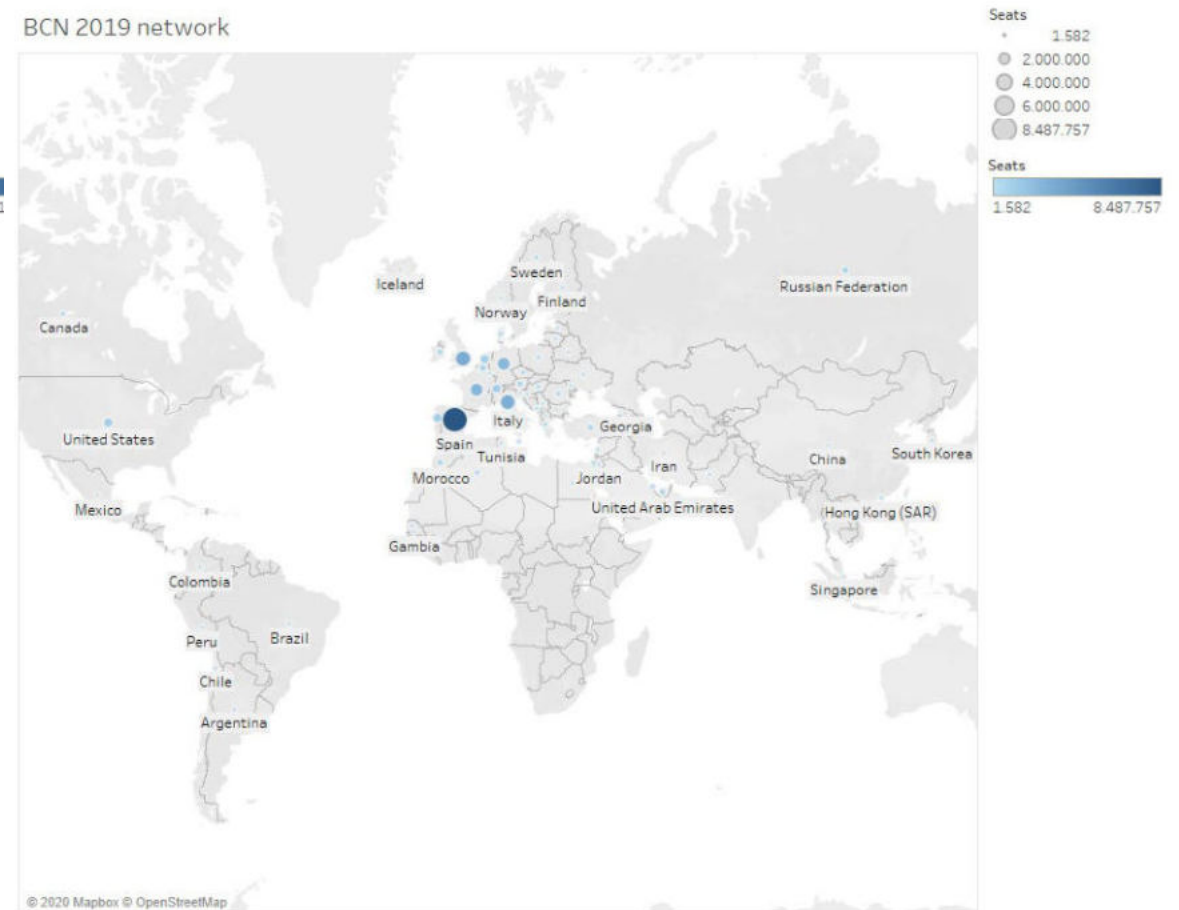 BCN 2019 network
Seats
1.582
2.000.000
4.000.000
6.000.000
8.487.757
Seats
1.582 8.487.757
Iceland
Sweden
Russian Federation
Finland
Norway
Canada
Italy
Georgia
United States
Spain
South Korea
Tunisia
China
Iran
Morocco
Jordan
Mexico
United Arab Emirates
Hong Kong (SAR)
Gambia
Colombia
Singapore
Peru
Brazil
Chile
Argentina
© 2020 Mapbox © OpenStreetMap